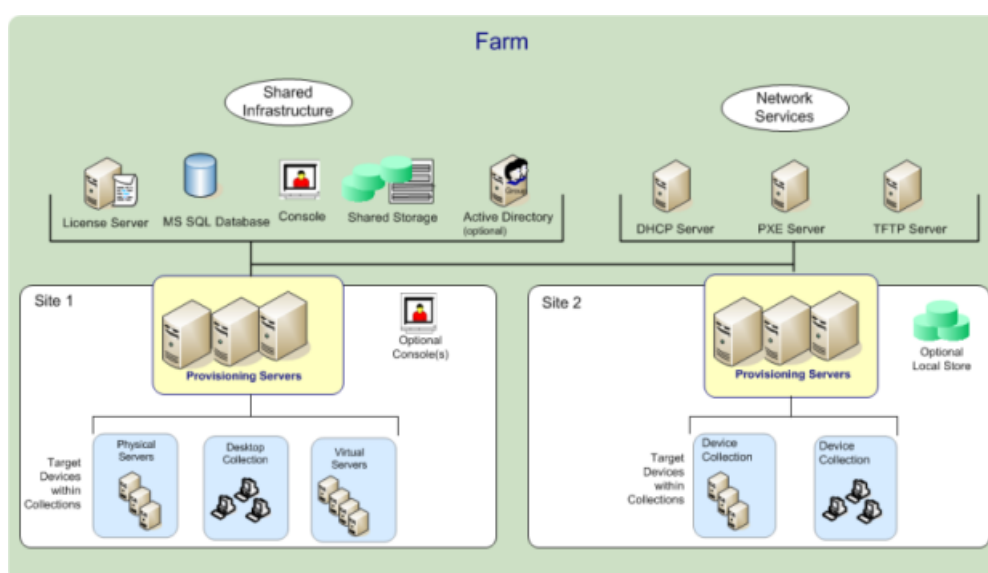 Farm
Shared
Infrastructure
Network
Services
License Server
MS SQL Database
Console
Shared Storage
Group
Active Directory
(optional)
DHCP Server
PXE Server
TFTP Server
Site 1
Provisioning Servers
Optional
Console(s)
Target
Devices
within
Collections
Physical
Servers
Desktop
Collection
Virtual
Servers
Site 2
Provisioning Servers
Optional
Local Store
Target
Devices
within
Collections
Device
Collection
Device
Collection